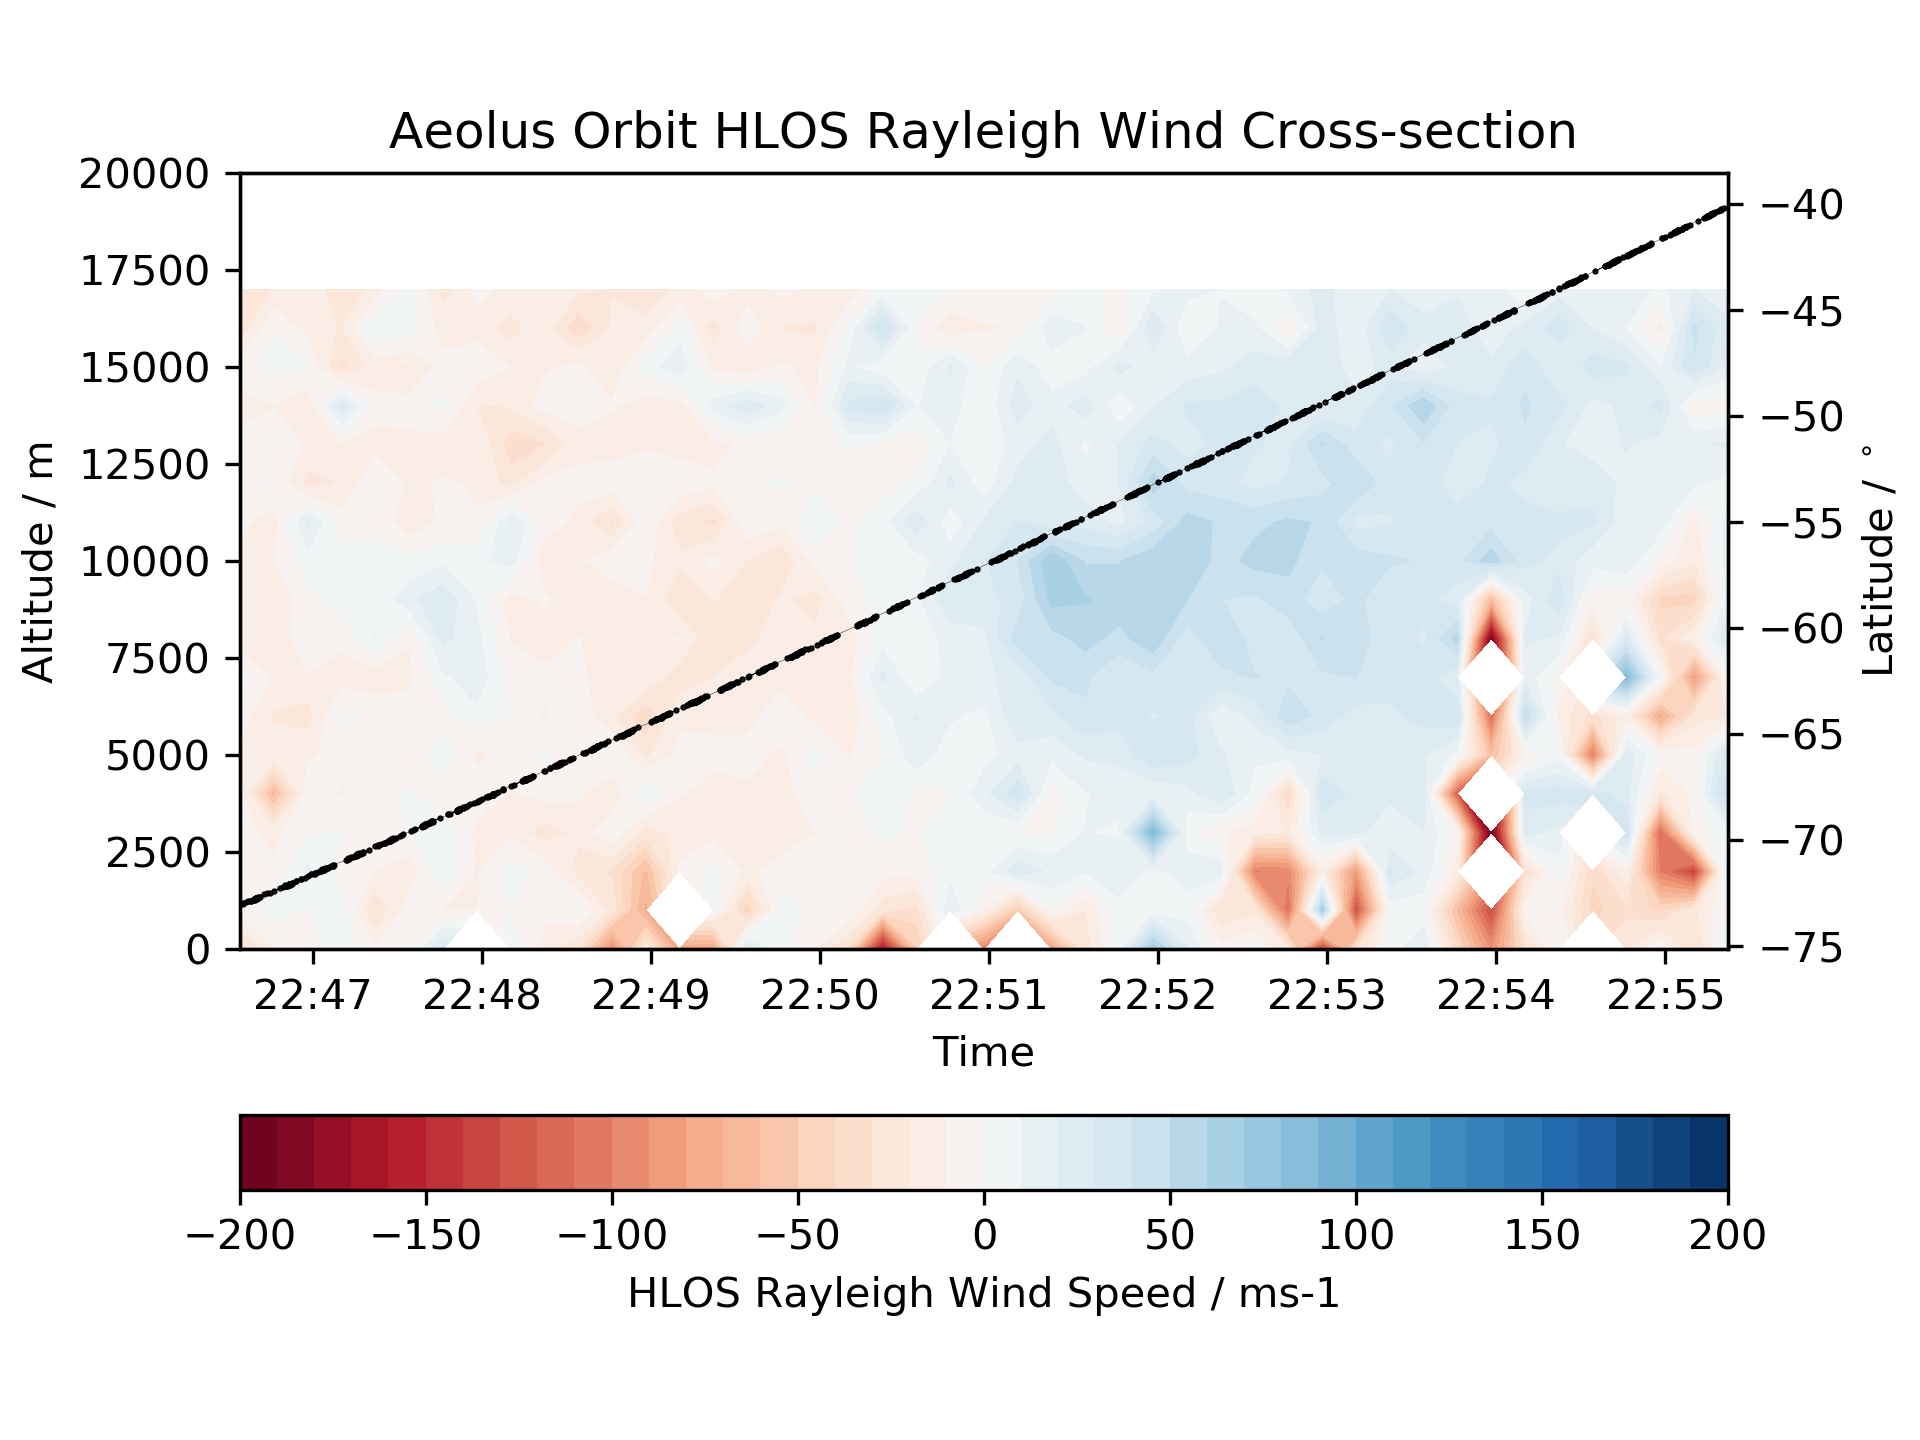 Aeolus Orbit HLOS Rayleigh Wind Cross-section
20000
17500
15000
12500
10000
7500
5000
2500
0
Altitude / m
−40
−45
−50
−55
−60
−65
−70
−75
Latitude / °
22:47 22:48 22:49 22:50 22:51 22:52 22:53 22:54 22:55
Time
−200 −150 −100 −50 0 50 100 150 200
HLOS Rayleigh Wind Speed / ms-1